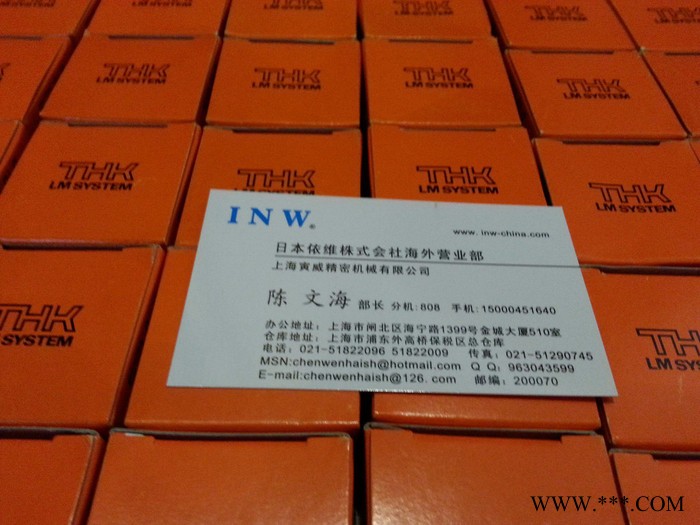 THK
LM SYSTEM
THK
LM SYSTEM
THK
LM SYSTEM
THK
LM SYSTEM
THK
LM SYSTEM
THK
LM SYSTEM
THK
THK
LM SYSTEM
THK
THK
LM SYSTEM
THK
LM SYSTEM
INW®
www.inw-china.com
日本依维株式会社海外营业部
上海寅威精密机械有限公司
陈 文海 部长 分机:808 手机:15000451640
办公地址: 上海市闸北区海宁路1399号金城大厦510室
仓库地址: 上海市浦东外高桥保税区总仓库
电话: 021-51822096 51822009 传真: 021-51290745
MSN:chenwenhaish@hotmail.com Q Q: 963043599
E-mail:chenwenhaish@126.com 邮编: 200070
WWW.***.COM